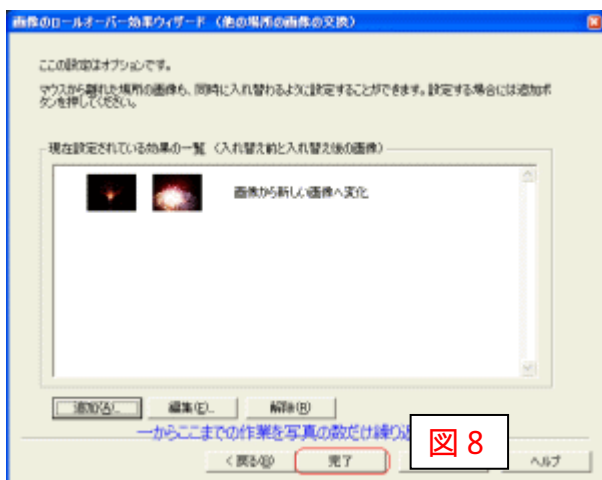 画像のロールオーバー効果ウィザード （他の場所の画像の交換）
ここの設定はオプションです。
マウスから離れた場所の画像も、同時に入れ替わるように設定することができます。設定する場合には追加ボ
タンを押してください。
現在設定されている効果の一覧 （入れ替え前と入れ替え後の画像）
画像から新しい画像へ変化
追加(A)... 編集(E)... 解除(R)
一からここまでの作業を写真の数だけ繰り返
図 8
< 戻る(B) 完了 ヘルプ